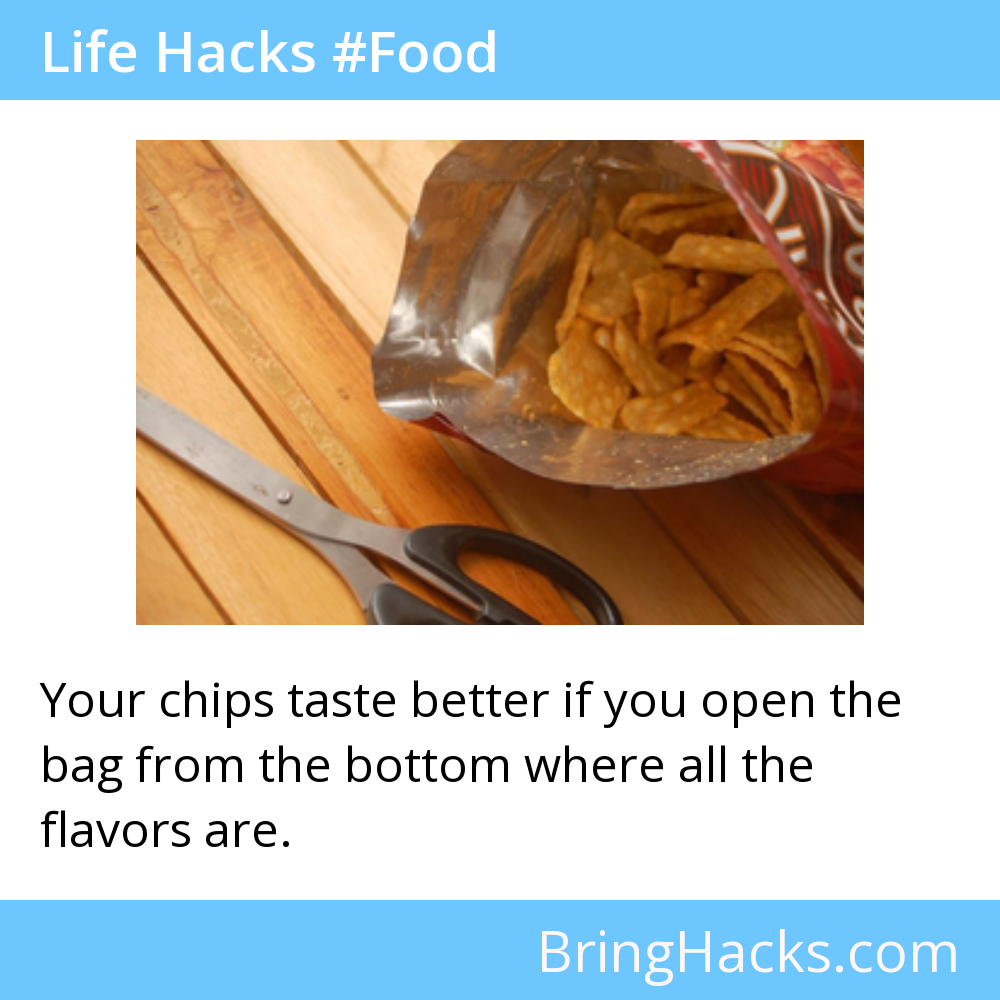 Life Hacks #Food
Your chips taste better if you open the
bag from the bottom where all the
flavors are.
BringHacks.com